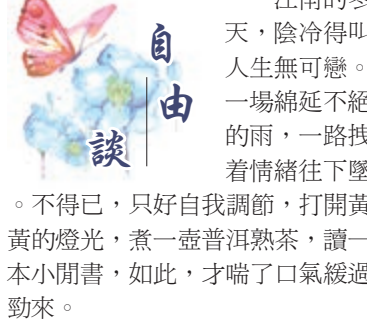 自由談
江南的冬
天，陰冷得叫
人生無可戀。
一場綿延不絕
的雨，一路拽
着情緒往下墜
。不得已，只好自我調節，打開黃
黃的燈光，煮一壺普洱熟茶，讀一
本小閒書，如此，才喘了口氣緩過
勁來。